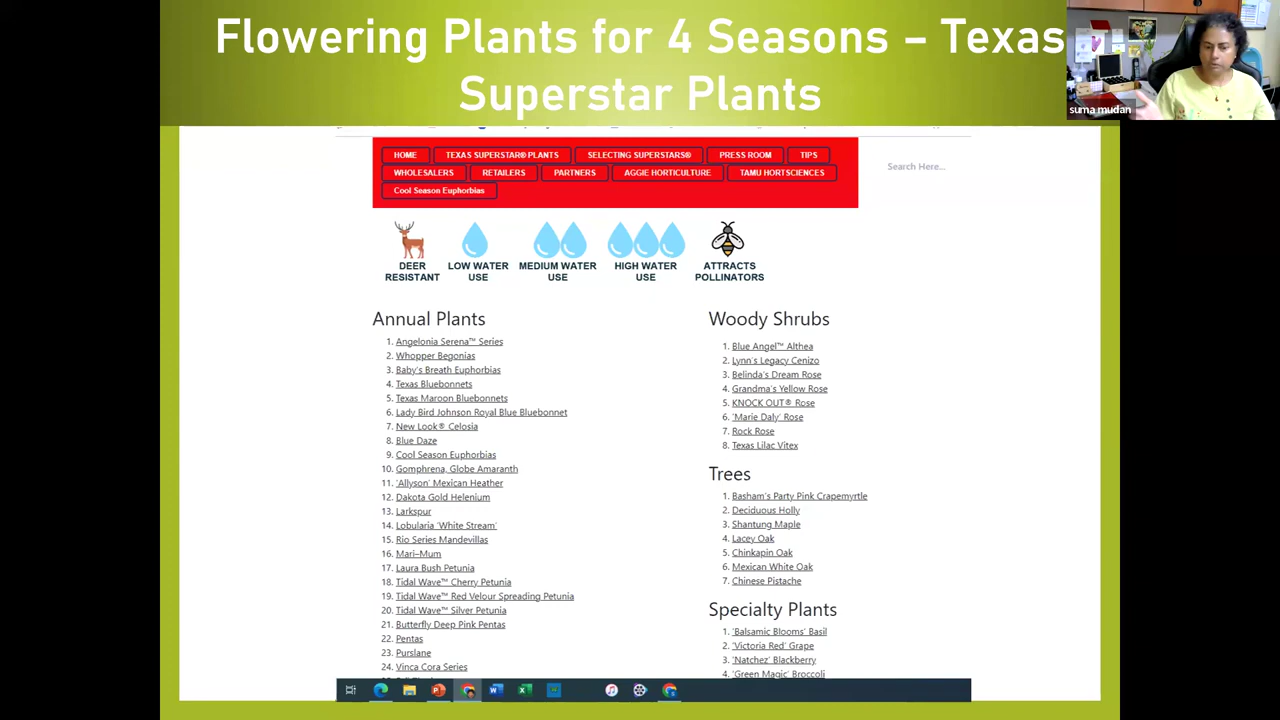 Flowering Plants for 4 Seasons – Texas
Superstar Plants
suma mudan
HOME TEXAS SUPERSTAR® PLANTS SELECTING SUPERSTARS® PRESS ROOM TIPS
WHOLESALERS RETAILERS PARTNERS AGGIE HORTICULTURE TAMU HORTSCIENCES
Cool Season Euphorbias
Search Here...
DEER
RESISTANT
LOW WATER
USE
MEDIUM WATER
USE
HIGH WATER
USE
ATTRACTS
POLLINATORS
Annual Plants
1. Angelonia Serena™ Series
2. Whopper Begonias
3. Baby's Breath Euphorbias
4. Texas Bluebonnets
5. Texas Maroon Bluebonnets
6. Lady Bird Johnson Royal Blue Bluebonnet
7. New Look® Celosia
8. Blue Daze
9. Cool Season Euphorbias
10. Gomphrena, Globe Amaranth
11. 'Allyson' Mexican Heather
12. Dakota Gold Helenium
13. Larkspur
14. Lobularia 'White Stream'
15. Rio Series Mandevillas
16. Mari–Mum
17. Laura Bush Petunia
18. Tidal Wave™ Cherry Petunia
19. Tidal Wave™ Red Velour Spreading Petunia
20. Tidal Wave™ Silver Petunia
21. Butterfly Deep Pink Pentas
22. Pentas
23. Purslane
24. Vinca Cora Series
Woody Shrubs
1. Blue Angel™ Althea
2. Lynn's Legacy Cenizo
3. Belinda's Dream Rose
4. Grandma's Yellow Rose
5. KNOCK OUT® Rose
6. 'Marie Daly' Rose
7. Rock Rose
8. Texas Lilac Vitex
Trees
1. Basham's Party Pink Crapemyrtle
2. Deciduous Holly
3. Shantung Maple
4. Lacey Oak
5. Chinkapin Oak
6. Mexican White Oak
7. Chinese Pistache
Specialty Plants
1. 'Balsamic Blooms' Basil
2. 'Victoria Red' Grape
3. 'Natchez' Blackberry
4. 'Green Magic' Broccoli